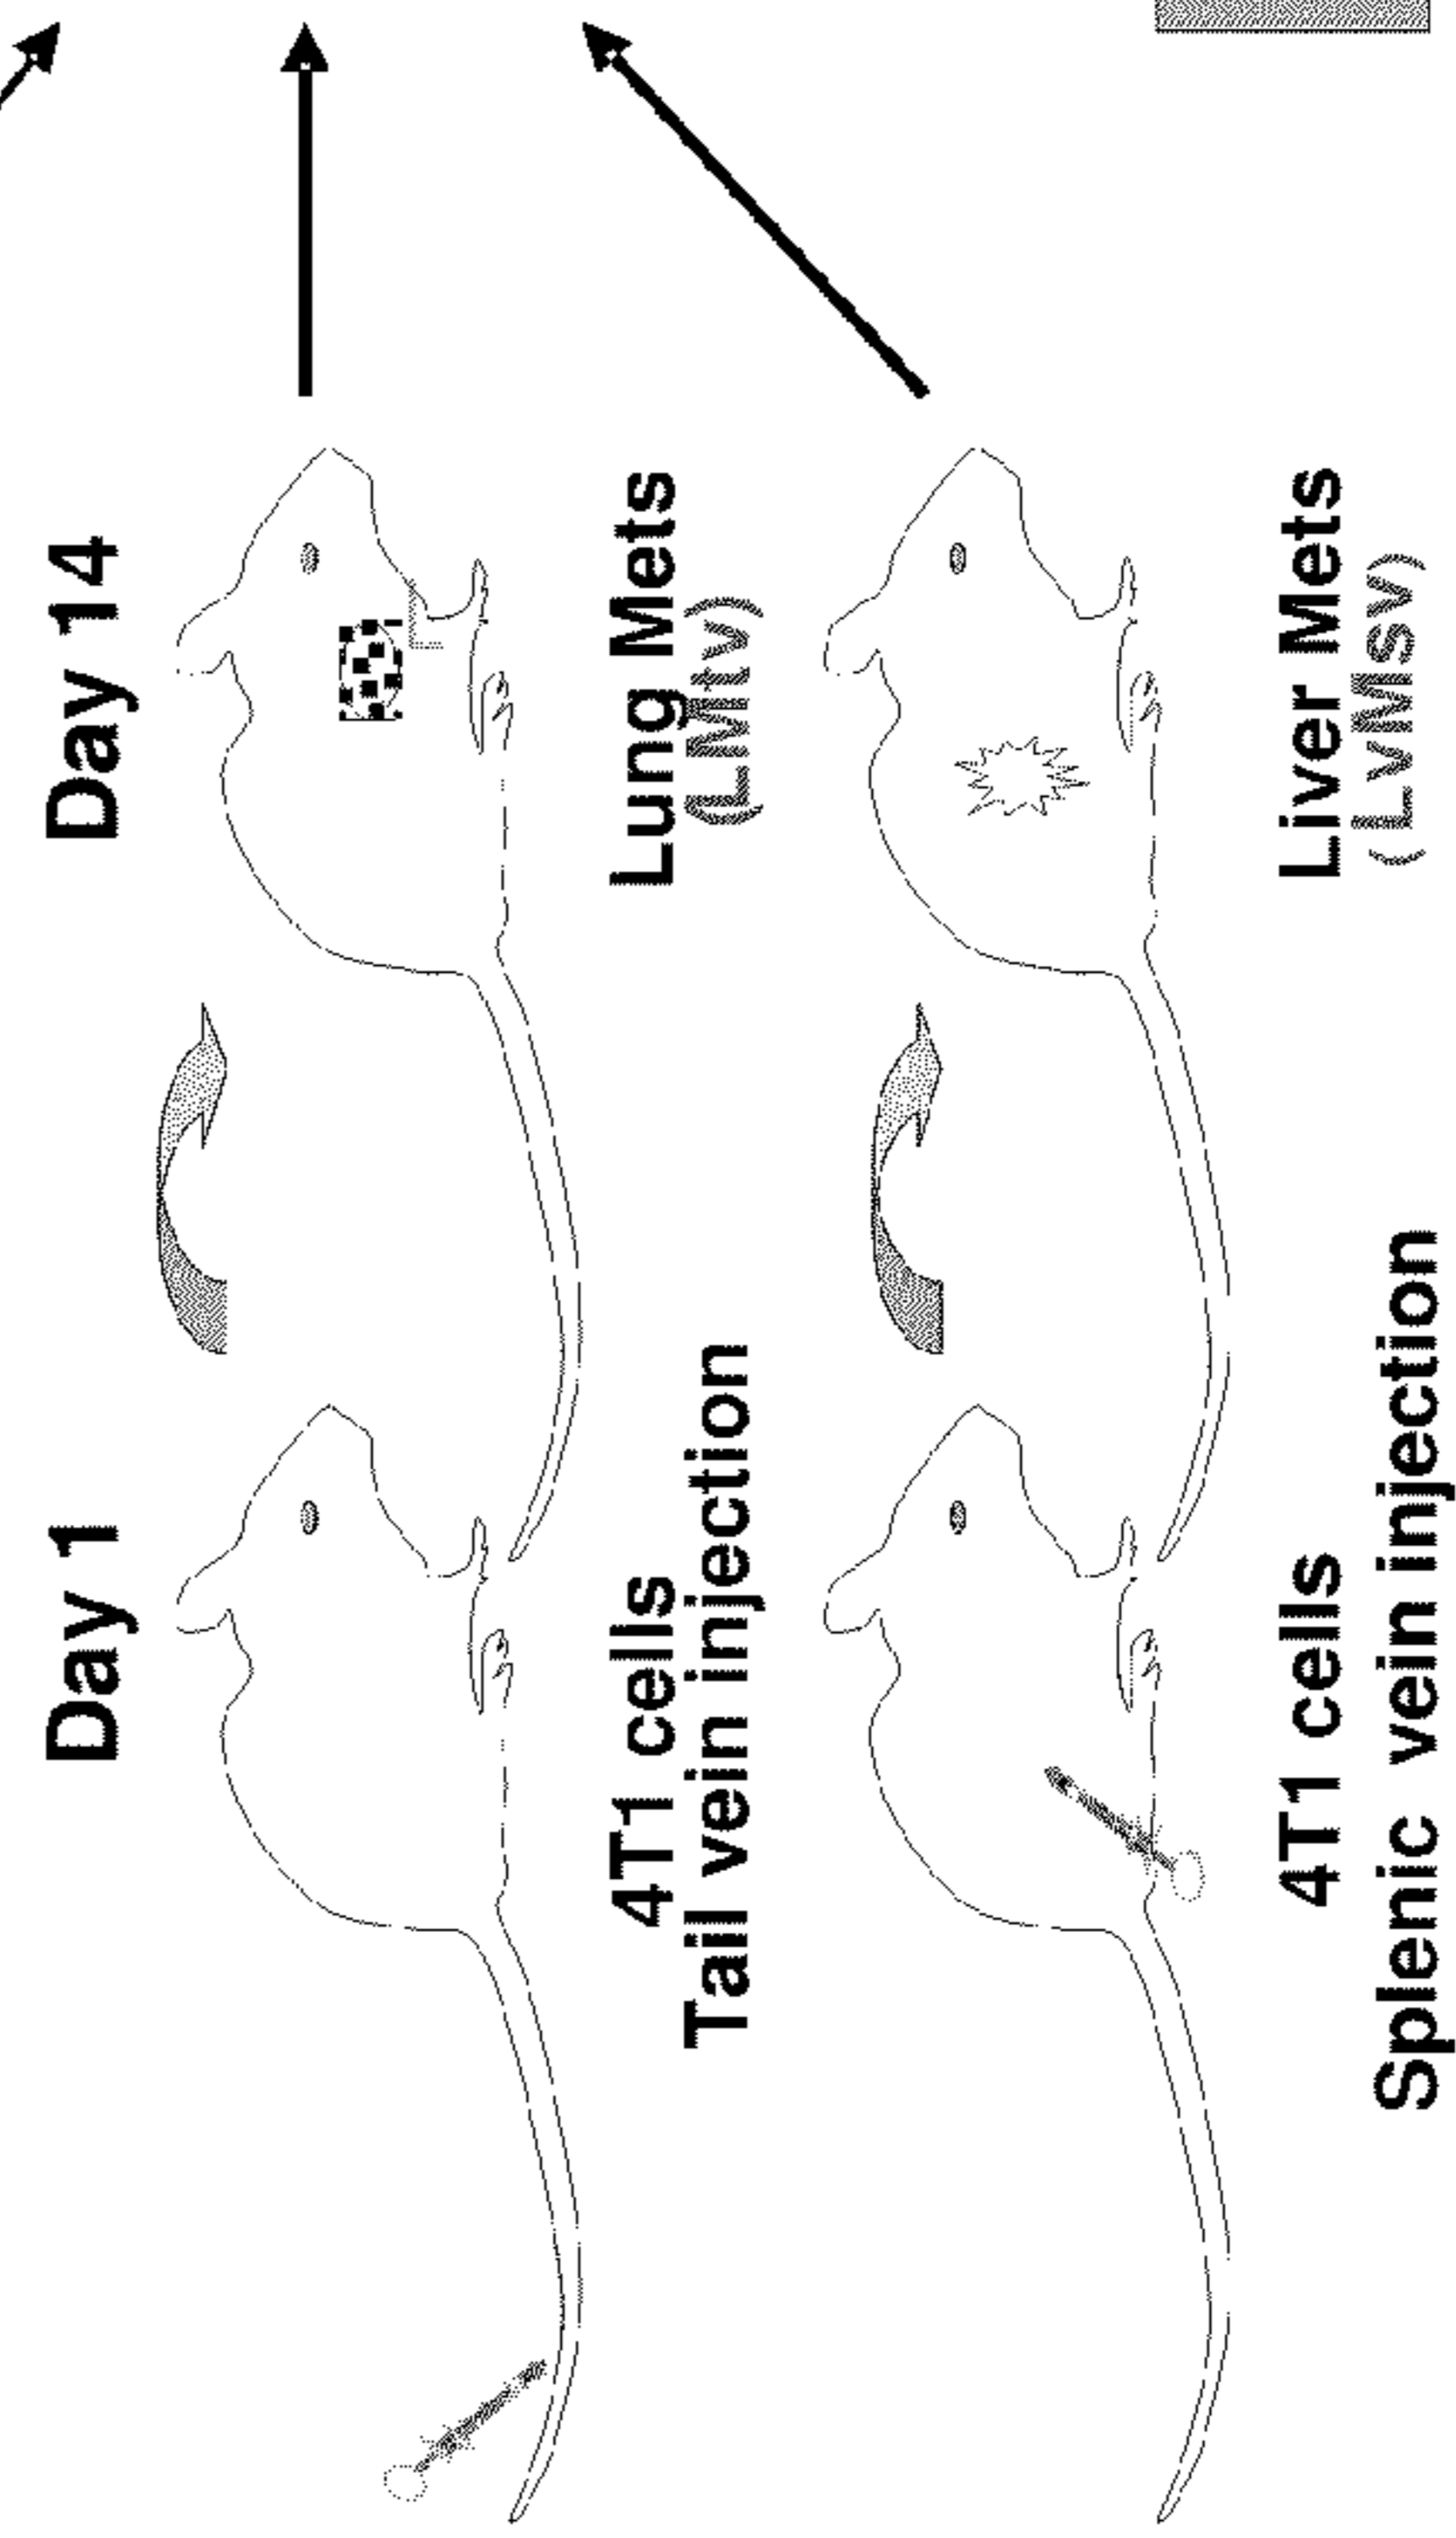 Day 1
Day 14
4T1 cells
Tail vein injection
Lung Mets
(LMtv)
4T1 cells
Splenic vein injection
Liver Mets
(LvMsv)